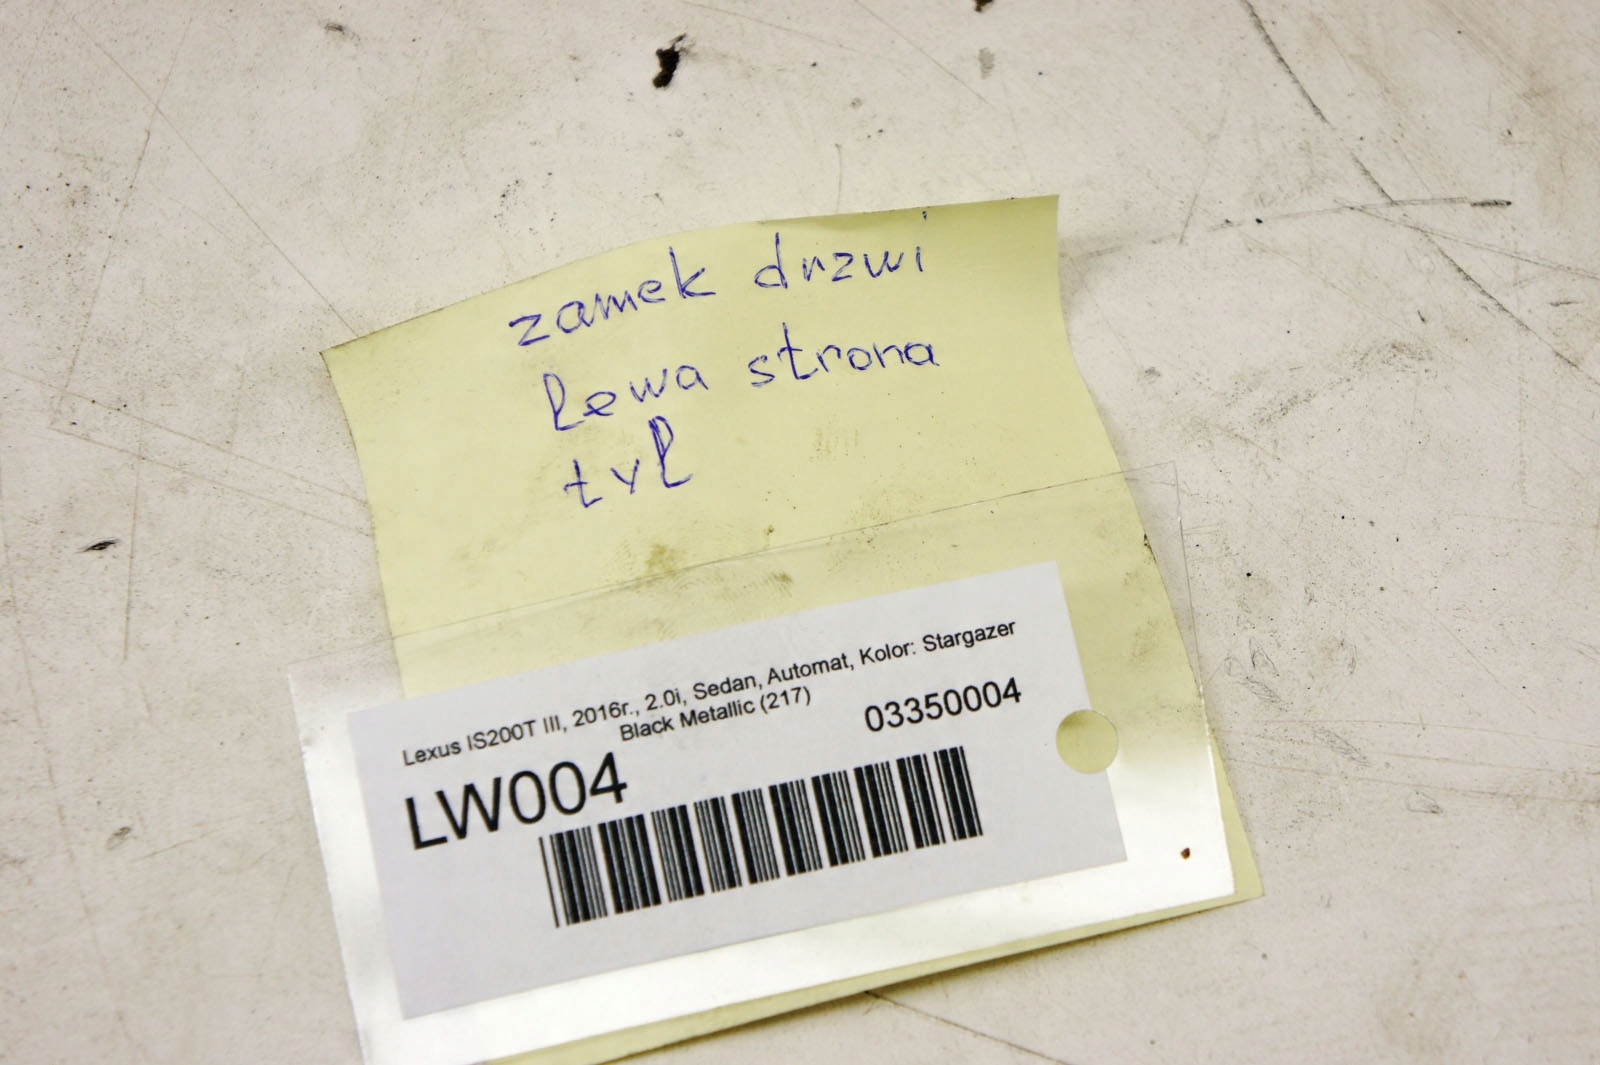 zamek drzwi
lewa strona
tył
Lexus IS200T III, 2016r., 2.0i, Sedan, Automat, Kolor: Stargazer
Black Metallic (217)
03350004
LW004